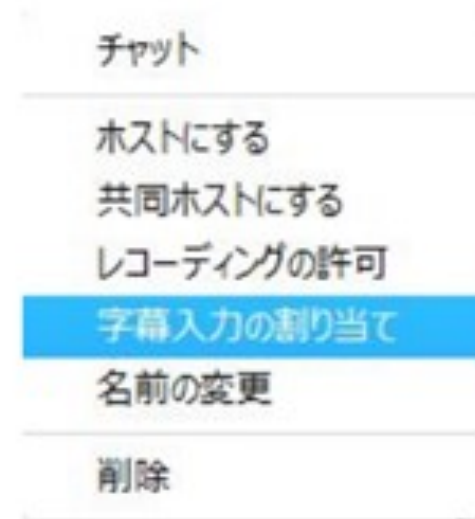 チャット
ホストにする
共同ホストにする
レコーディングの許可
字幕入力の割り当て
名前の変更
削除